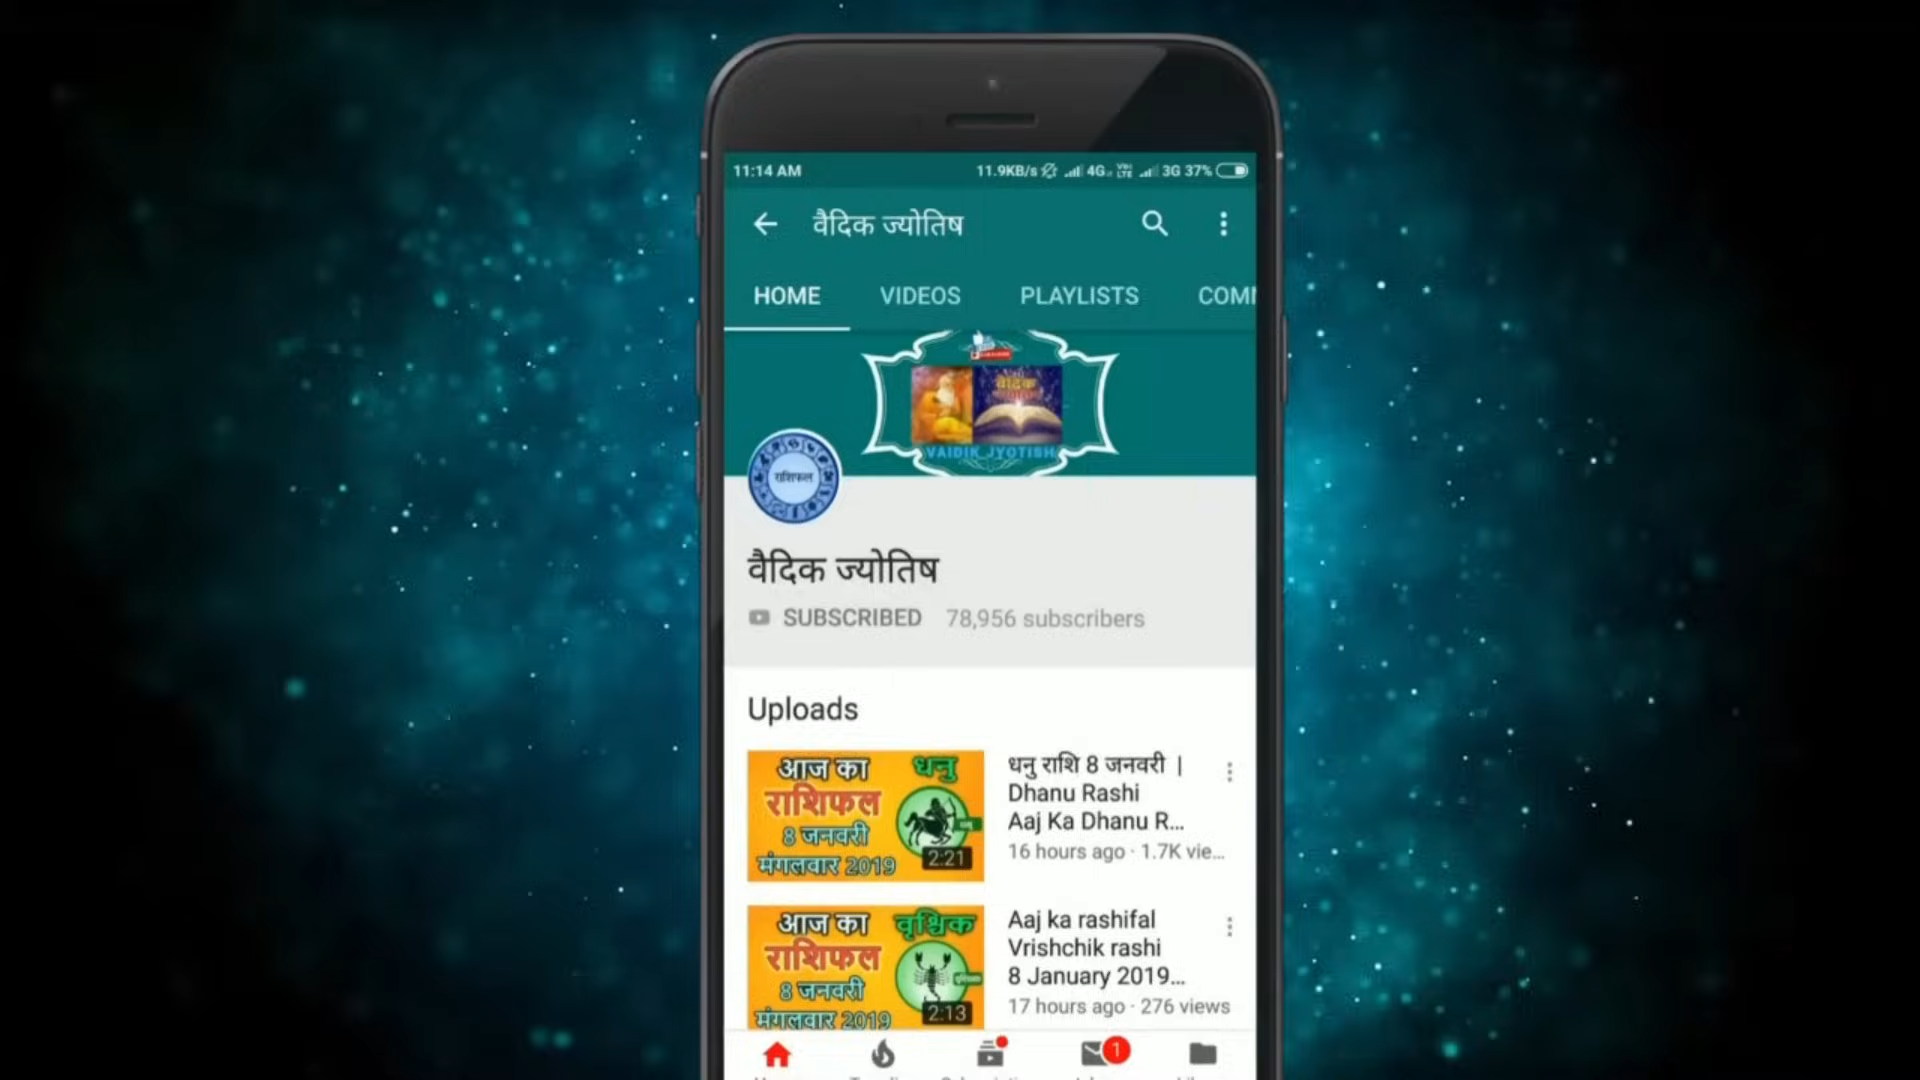 11:14 AM 11.9KB/s 4G VoLTE 3G 37%
वैदिक ज्योतिष
HOME VIDEOS PLAYLISTS COMM
वैदिक
VAIDIK JYOTISH
राशिफल
वैदिक ज्योतिष
SUBSCRIBED 78,956 subscribers
Uploads
आज का धनु
राशिफल
8 जनवरी
मंगलवार 2019
2:21
धनु राशि 8 जनवरी |
Dhanu Rashi
Aaj Ka Dhanu R...
16 hours ago · 1.7K vie...
आज का वृश्चिक
राशिफल
8 जनवरी
मंगलवार 2019
2:13
Aaj ka rashifal
Vrishchik rashi
8 January 2019...
17 hours ago · 276 views
1